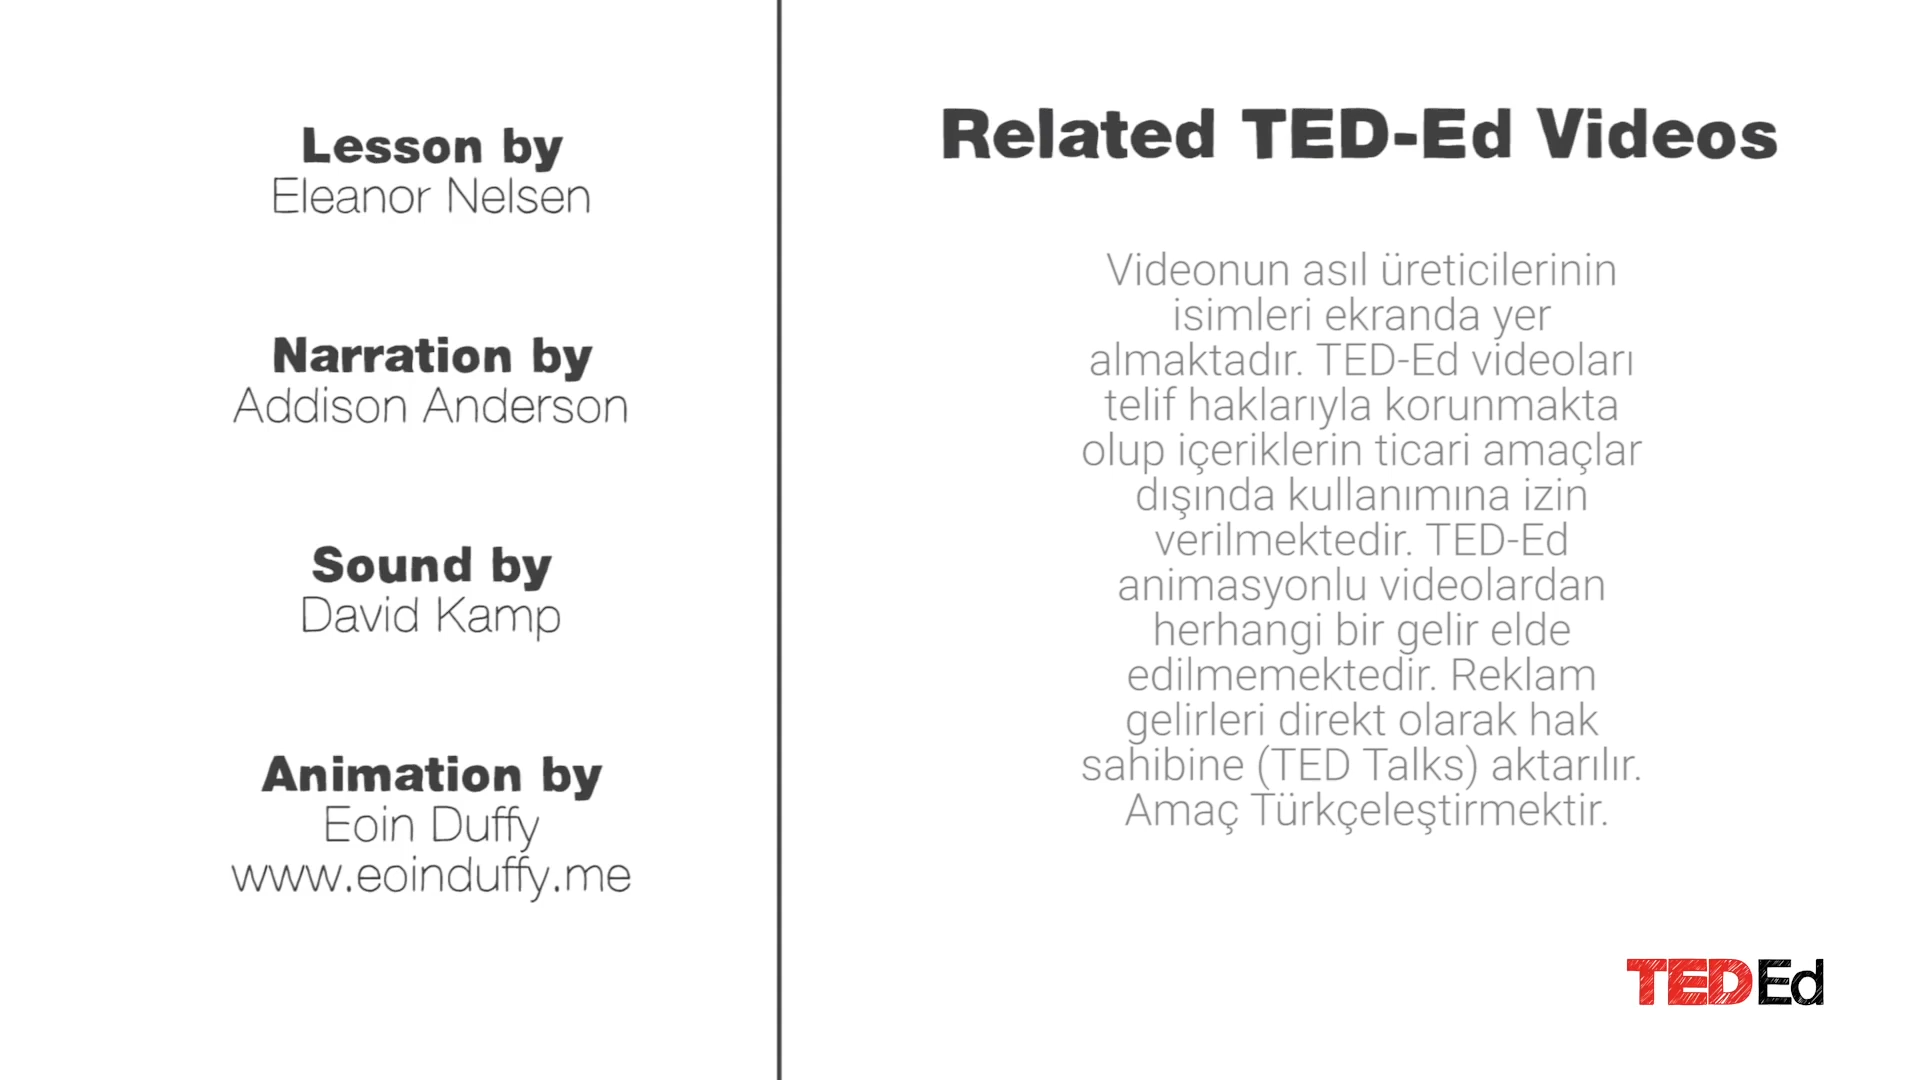 Lesson by
Eleanor Nelsen
Narration by
Addison Anderson
Sound by
David Kamp
Animation by
Eoin Duffy
www.eoinduffy.me
Related TED-Ed Videos
Videonun asıl üreticilerinin
isimleri ekranda yer
almaktadır. TED-Ed videoları
telif haklarıyla korunmakta
olup içeriklerin ticari amaçlar
dışında kullanımına izin
verilmektedir. TED-Ed
animasyonlu videolardan
herhangi bir gelir elde
edilmemektedir. Reklam
gelirleri direkt olarak hak
sahibine (TED Talks) aktarılır.
Amaç Türkçeleştirmektir.
TEDEd